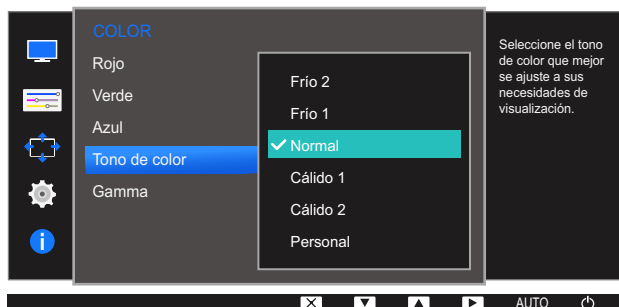 COLOR
Rojo
Verde
Azul
Tono de color
Gamma
Frío 2
Frío 1
Normal
Cálido 1
Cálido 2
Personal
Seleccione el tono
de color que mejor
se ajuste a sus
necesidades de
visualización.
AUTO